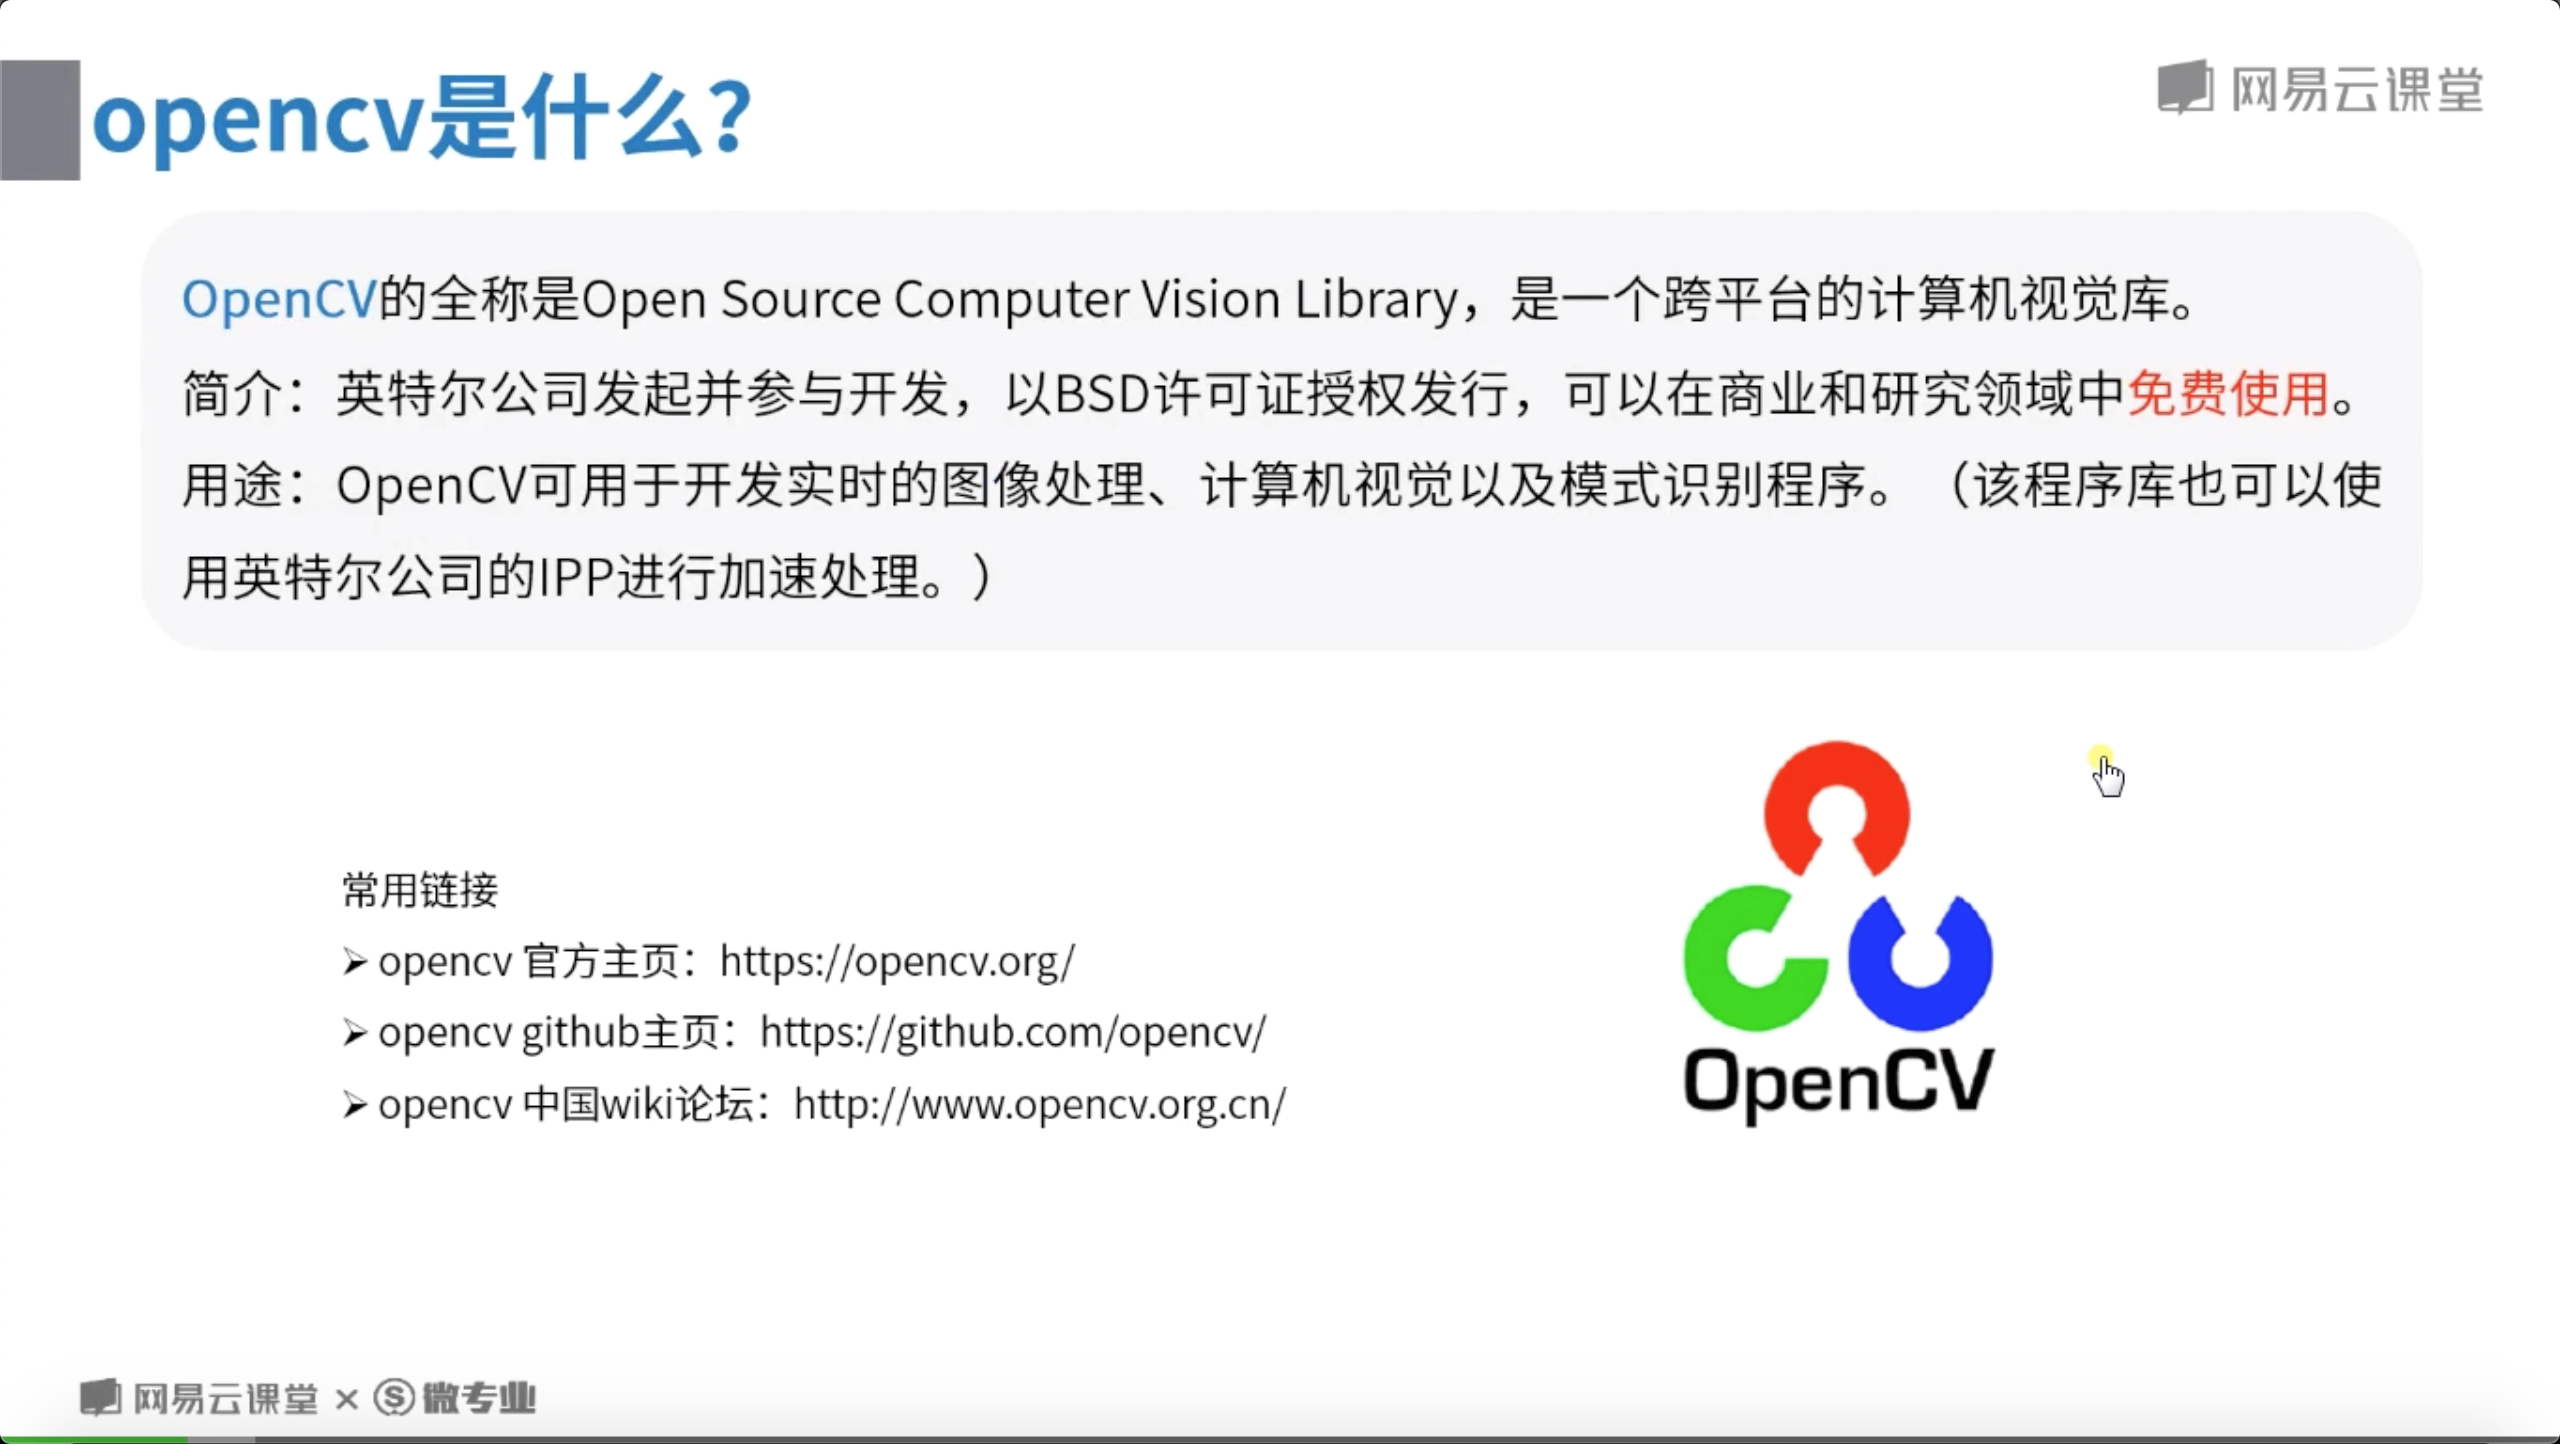 opencv是什么？
网易云课堂
OpenCV的全称是Open Source Computer Vision Library，是一个跨平台的计算机视觉库。
简介：英特尔公司发起并参与开发，以BSD许可证授权发行，可以在商业和研究领域中免费使用。
用途：OpenCV可用于开发实时的图像处理、计算机视觉以及模式识别程序。（该程序库也可以使
用英特尔公司的IPP进行加速处理。）
常用链接
➢ opencv 官方主页：https://opencv.org/
➢ opencv github主页：https://github.com/opencv/
➢ opencv 中国wiki论坛：http://www.opencv.org.cn/
OpenCV
网易云课堂 × Ⓢ 微专业